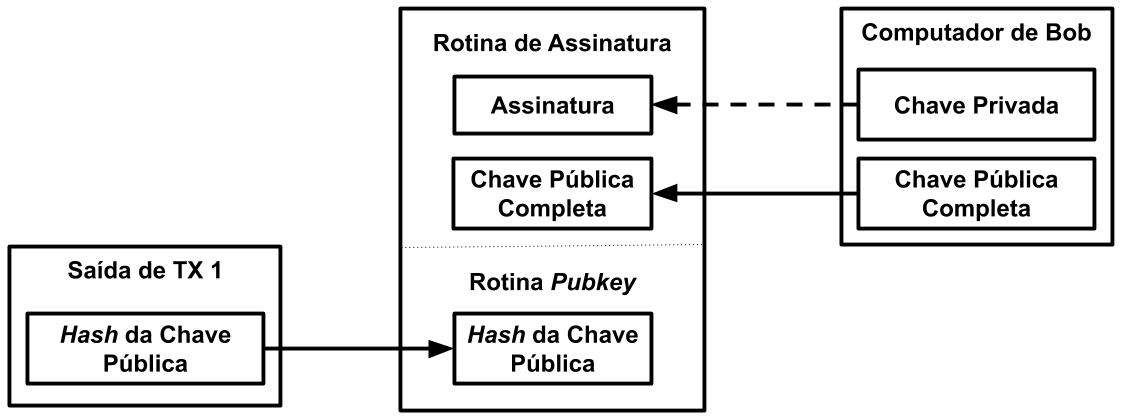 Rotina de Assinatura
Assinatura
Chave Pública
Completa
Computador de Bob
Chave Privada
Chave Pública
Completa
Saída de TX 1
Hash da Chave
Pública
Rotina Pubkey
Hash da Chave
Pública